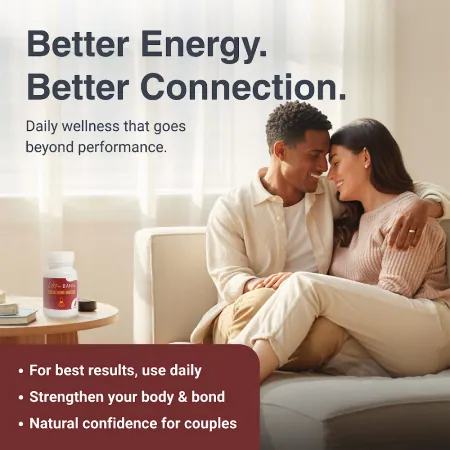 Better Energy.
Better Connection.
Daily wellness that goes
beyond performance.
• For best results, use daily
• Strengthen your body & bond
• Natural confidence for couples